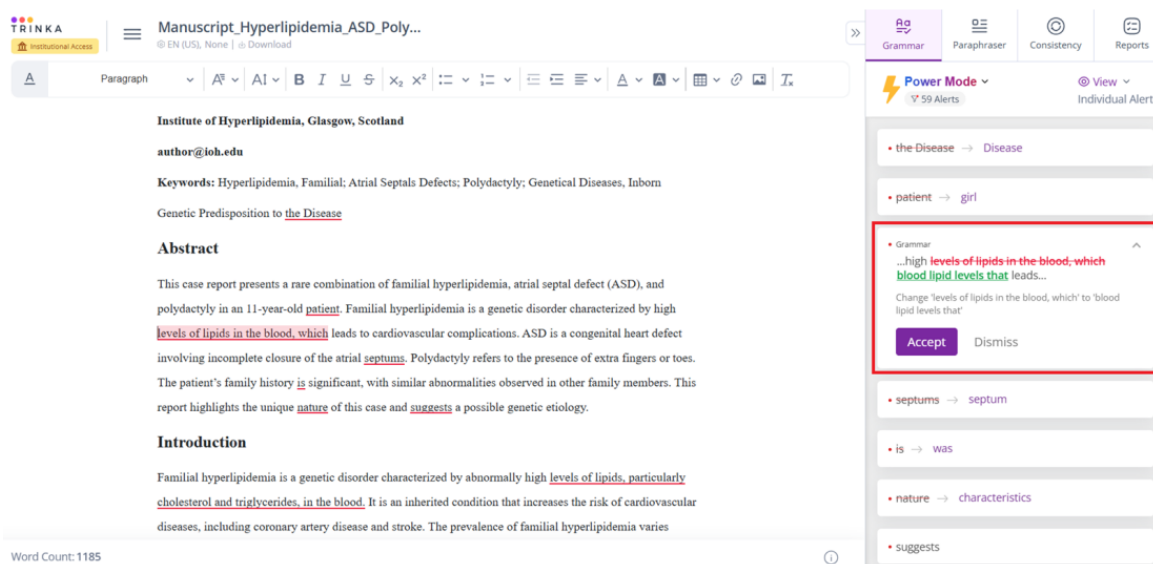 TRINKA
Institutional Access
Manuscript_Hyperlipidemia_ASD_Poly...
EN (US), None | Download
Grammar
Paraphraser
Consistency
Reports
A Paragraph B I U S X₂ X²
Power Mode
59 Alerts
View
Individual Alert
Institute of Hyperlipidemia, Glasgow, Scotland
author@ioh.edu
Keywords: Hyperlipidemia, Familial; Atrial Septals Defects; Polydactyly; Genetical Diseases, Inborn
Genetic Predisposition to the Disease
Abstract
This case report presents a rare combination of familial hyperlipidemia, atrial septal defect (ASD), and
polydactyly in an 11-year-old patient. Familial hyperlipidemia is a genetic disorder characterized by high
levels of lipids in the blood, which leads to cardiovascular complications. ASD is a congenital heart defect
involving incomplete closure of the atrial septums. Polydactyly refers to the presence of extra fingers or toes.
The patient's family history is significant, with similar abnormalities observed in other family members. This
report highlights the unique nature of this case and suggests a possible genetic etiology.
Introduction
Familial hyperlipidemia is a genetic disorder characterized by abnormally high levels of lipids, particularly
cholesterol and triglycerides, in the blood. It is an inherited condition that increases the risk of cardiovascular
diseases, including coronary artery disease and stroke. The prevalence of familial hyperlipidemia varies
Word Count: 1185
the Disease → Disease
patient → girl
Grammar
...high levels of lipids in the blood, which
blood lipid levels that leads...
Change 'levels of lipids in the blood, which' to 'blood
lipid levels that'
Accept Dismiss
septums → septum
is → was
nature → characteristics
suggests